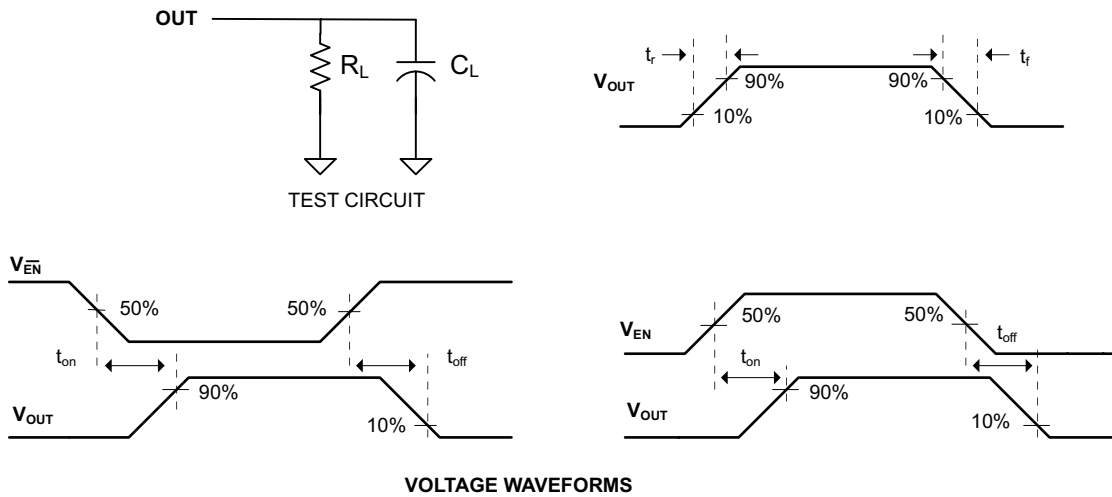 OUT
R_L
C_L
TEST CIRCUIT
t_r
t_f
V_OUT
90%
90%
10%
10%
V_E̅N̅
50%
50%
t_on
t_off
90%
V_OUT
10%
V_EN
50%
50%
t_on
t_off
90%
V_OUT
10%
VOLTAGE WAVEFORMS